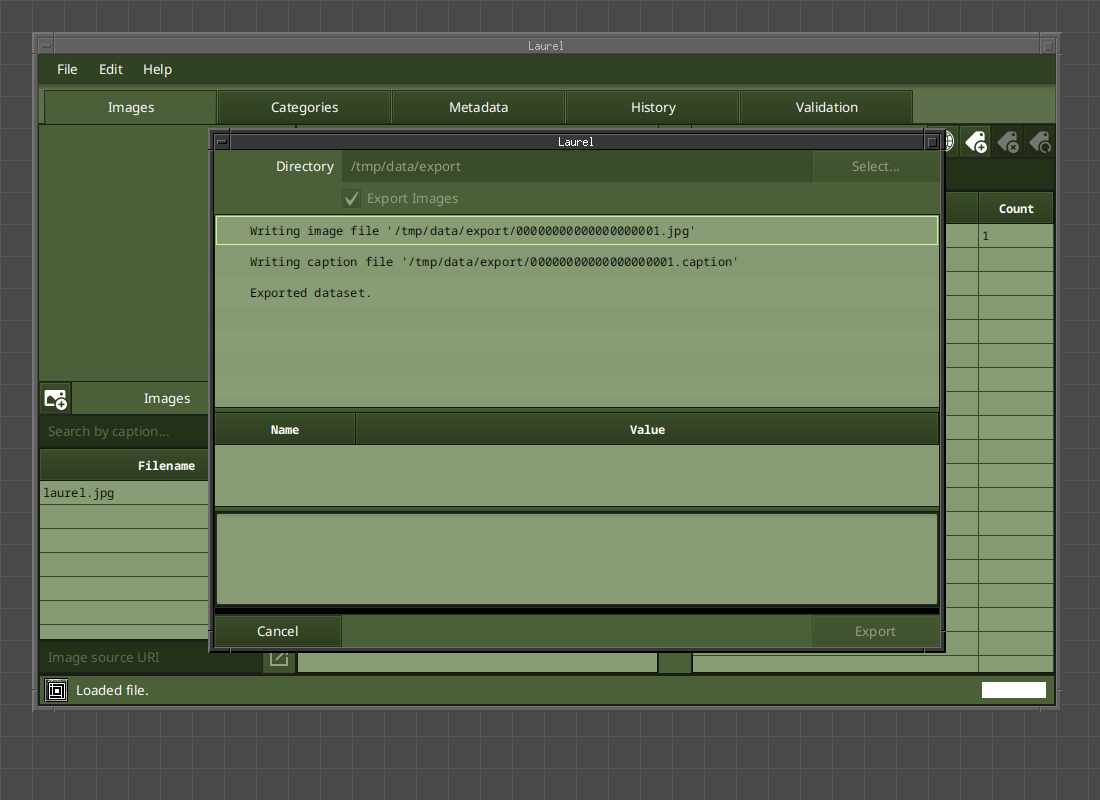 Laurel
File Edit Help
Images Categories Metadata History Validation
Laurel
Directory /tmp/data/export Select...
Export Images
Count
Writing image file '/tmp/data/export/00000000000000000001.jpg'
1
Writing caption file '/tmp/data/export/00000000000000000001.caption'
Exported dataset.
Images
Search by caption...
Name Value
Filename
laurel.jpg
Cancel Export
Image source URI
Loaded file.